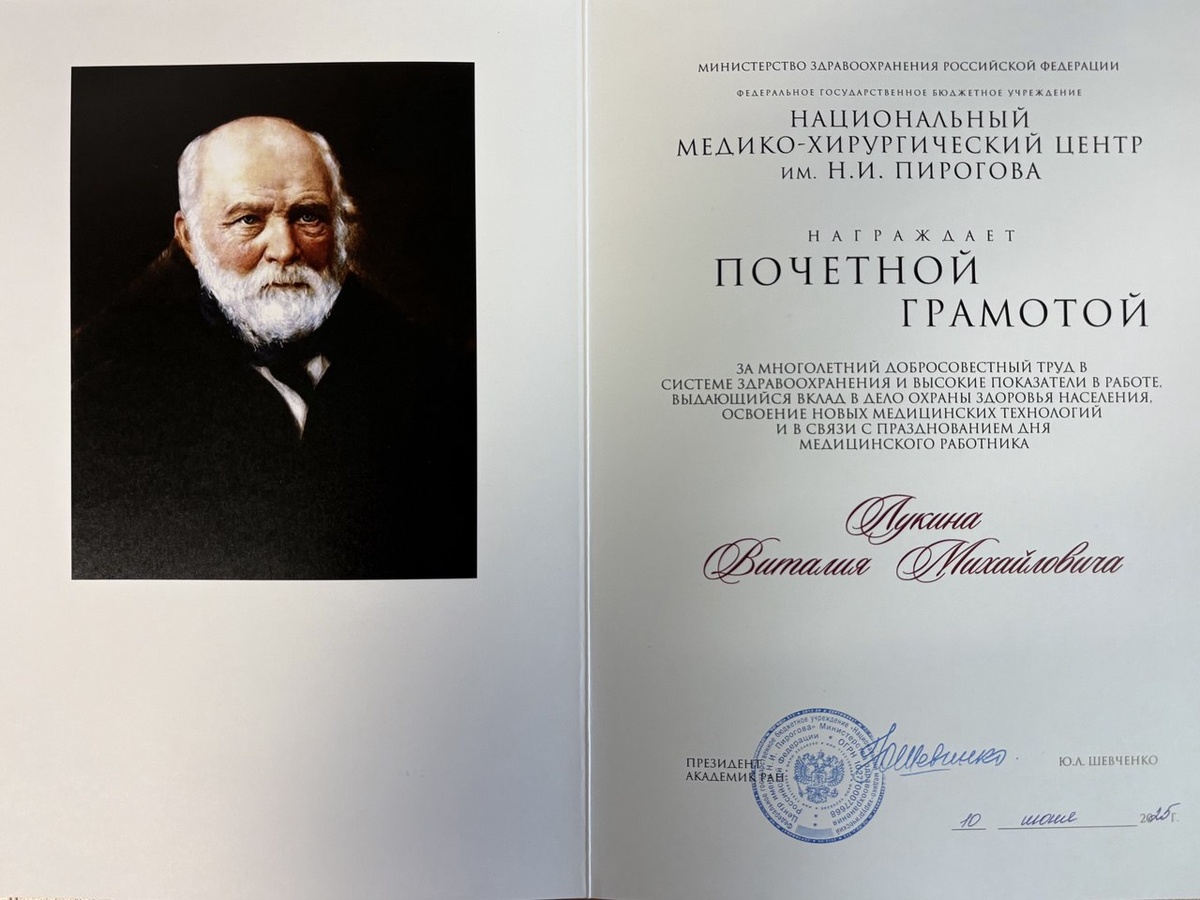 МИНИСТЕРСТВО ЗДРАВООХРАНЕНИЯ РОССИЙСКОЙ ФЕДЕРАЦИИ
ФЕДЕРАЛЬНОЕ ГОСУДАРСТВЕННОЕ БЮДЖЕТНОЕ УЧРЕЖДЕНИЕ
НАЦИОНАЛЬНЫЙ
МЕДИКО-ХИРУРГИЧЕСКИЙ ЦЕНТР
ИМ. Н.И. ПИРОГОВА
НАГРАЖДАЕТ
ПОЧЕТНОЙ
ГРАМОТОЙ
ЗА МНОГОЛЕТНИЙ ДОБРОСОВЕСТНЫЙ ТРУД В
СИСТЕМЕ ЗДРАВООХРАНЕНИЯ И ВЫСОКИЕ ПОКАЗАТЕЛИ В РАБОТЕ,
ВЫДАЮЩИЙСЯ ВКЛАД В ДЕЛО ОХРАНЫ ЗДОРОВЬЯ НАСЕЛЕНИЯ,
ОСВОЕНИЕ НОВЫХ МЕДИЦИНСКИХ ТЕХНОЛОГИЙ
И В СВЯЗИ С ПРАЗДНОВАНИЕМ ДНЯ
МЕДИЦИНСКОГО РАБОТНИКА
Лукина
Виталия Михайловича
ПРЕЗИДЕНТ,
АКАДЕМИК РАН
Ю.Л. ШЕВЧЕНКО
10 июня 2025 г.